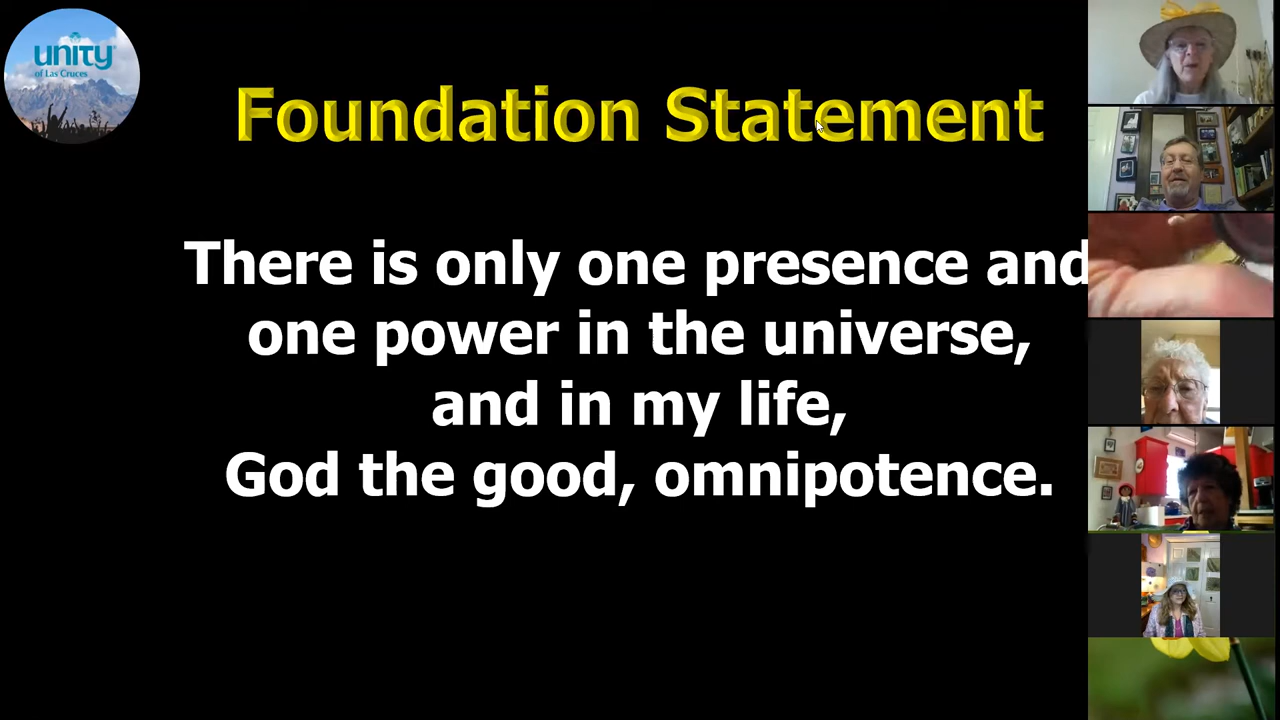 unity
of Las Cruces
Foundation Statement
There is only one presence and
one power in the universe,
and in my life,
God the good, omnipotence.